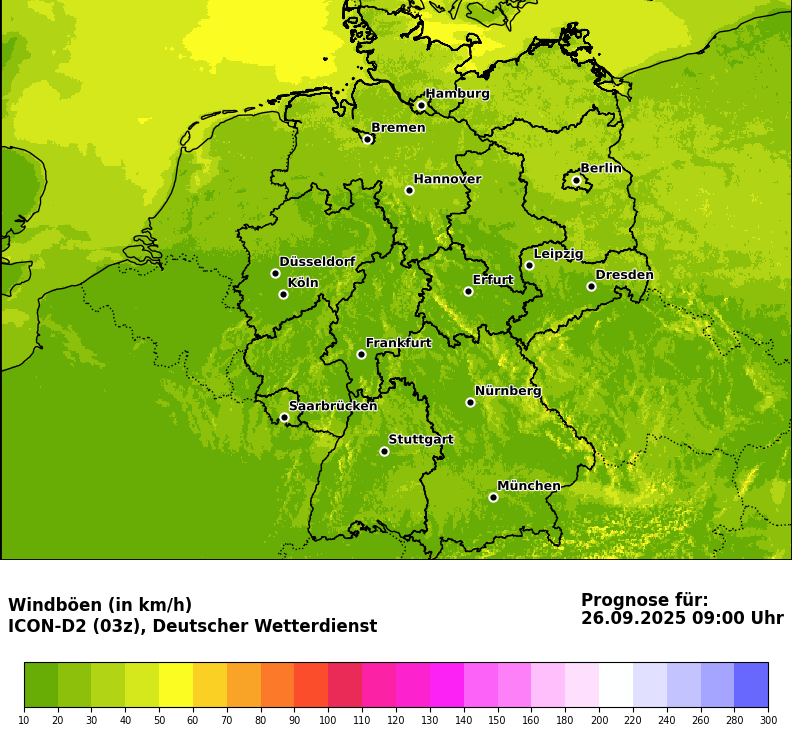 Hamburg
Bremen
Hannover
Berlin
Düsseldorf
Leipzig
Köln
Erfurt
Dresden
Frankfurt
Nürnberg
Saarbrücken
Stuttgart
München
Windböen (in km/h)
ICON-D2 (03z), Deutscher Wetterdienst
Prognose für:
26.09.2025 09:00 Uhr
10 20 30 40 50 60 70 80 90 100 110 120 130 140 150 160 180 200 220 240 260 280 300